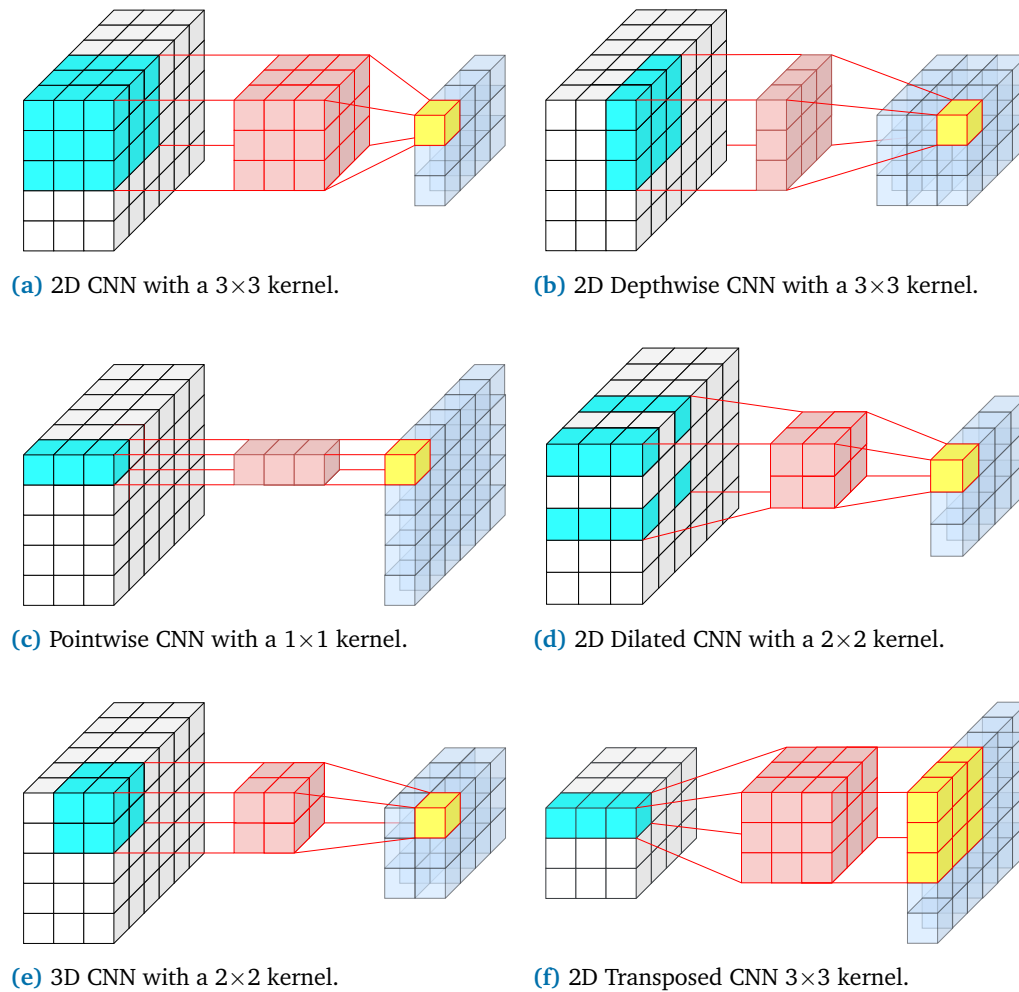 (a) 2D CNN with a 3×3 kernel.
(b) 2D Depthwise CNN with a 3×3 kernel.
(c) Pointwise CNN with a 1×1 kernel.
(d) 2D Dilated CNN with a 2×2 kernel.
(e) 3D CNN with a 2×2 kernel.
(f) 2D Transposed CNN 3×3 kernel.